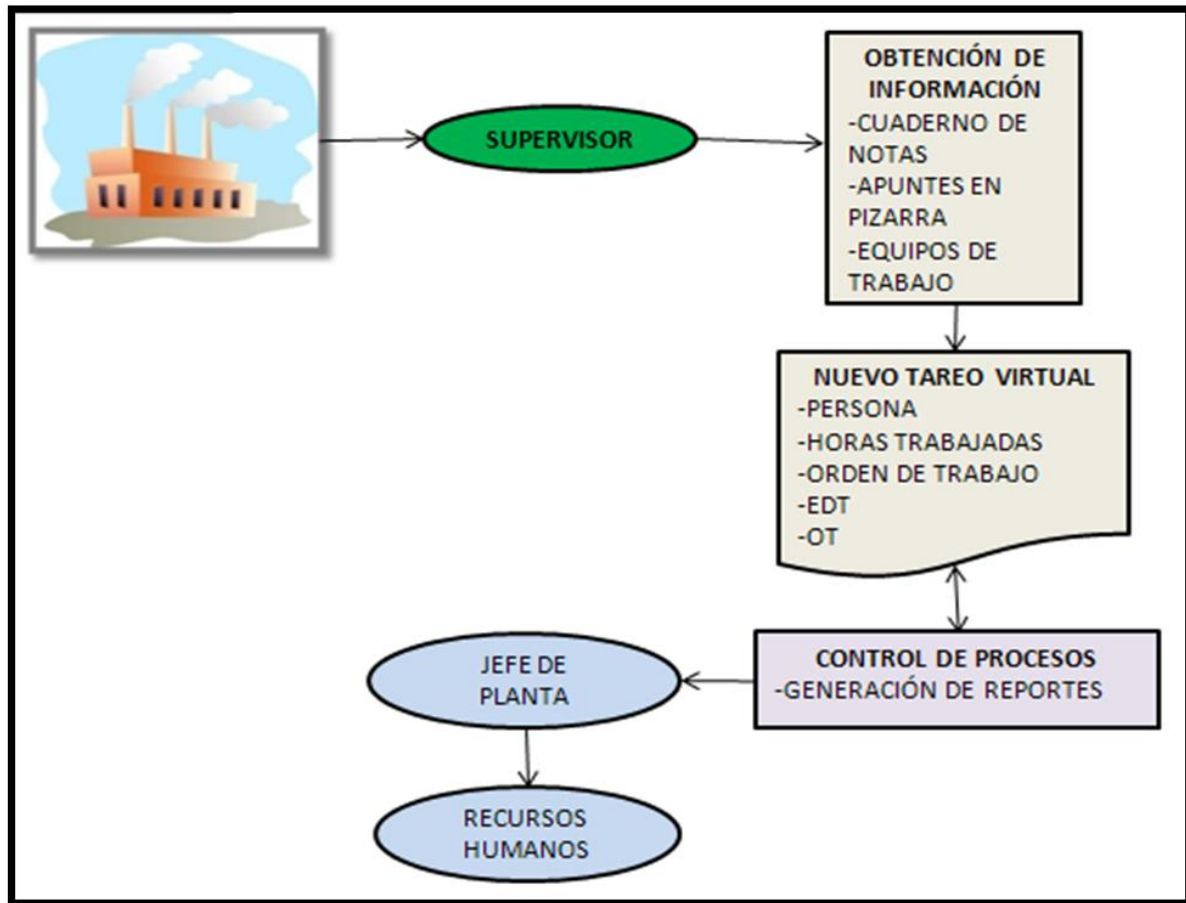 SUPERVISOR
OBTENCIÓN DE
INFORMACIÓN
-CUADERNO DE
NOTAS
-APUNTES EN
PIZARRA
-EQUIPOS DE
TRABAJO
NUEVO TAREO VIRTUAL
-PERSONA
-HORAS TRABAJADAS
-ORDEN DE TRABAJO
-EDT
-OT
CONTROL DE PROCESOS
-GENERACIÓN DE REPORTES
JEFE DE
PLANTA
RECURSOS
HUMANOS